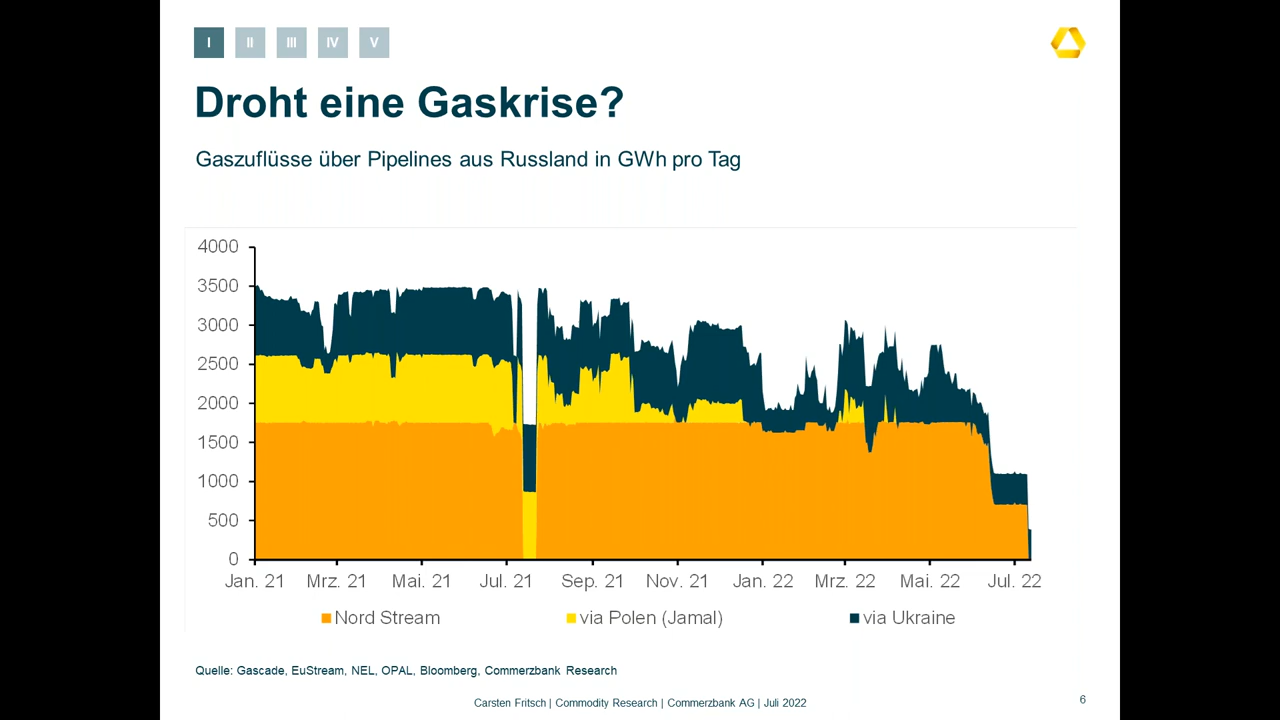 I II III IV V
Droht eine Gaskrise?
Gaszuflüsse über Pipelines aus Russland in GWh pro Tag
4000
3500
3000
2500
2000
1500
1000
500
0
Jan. 21 Mrz. 21 Mai. 21 Jul. 21 Sep. 21 Nov. 21 Jan. 22 Mrz. 22 Mai. 22 Jul. 22
Nord Stream via Polen (Jamal) via Ukraine
Quelle: Gascade, EuStream, NEL, OPAL, Bloomberg, Commerzbank Research
Carsten Fritsch | Commodity Research | Commerzbank AG | Juli 2022
6